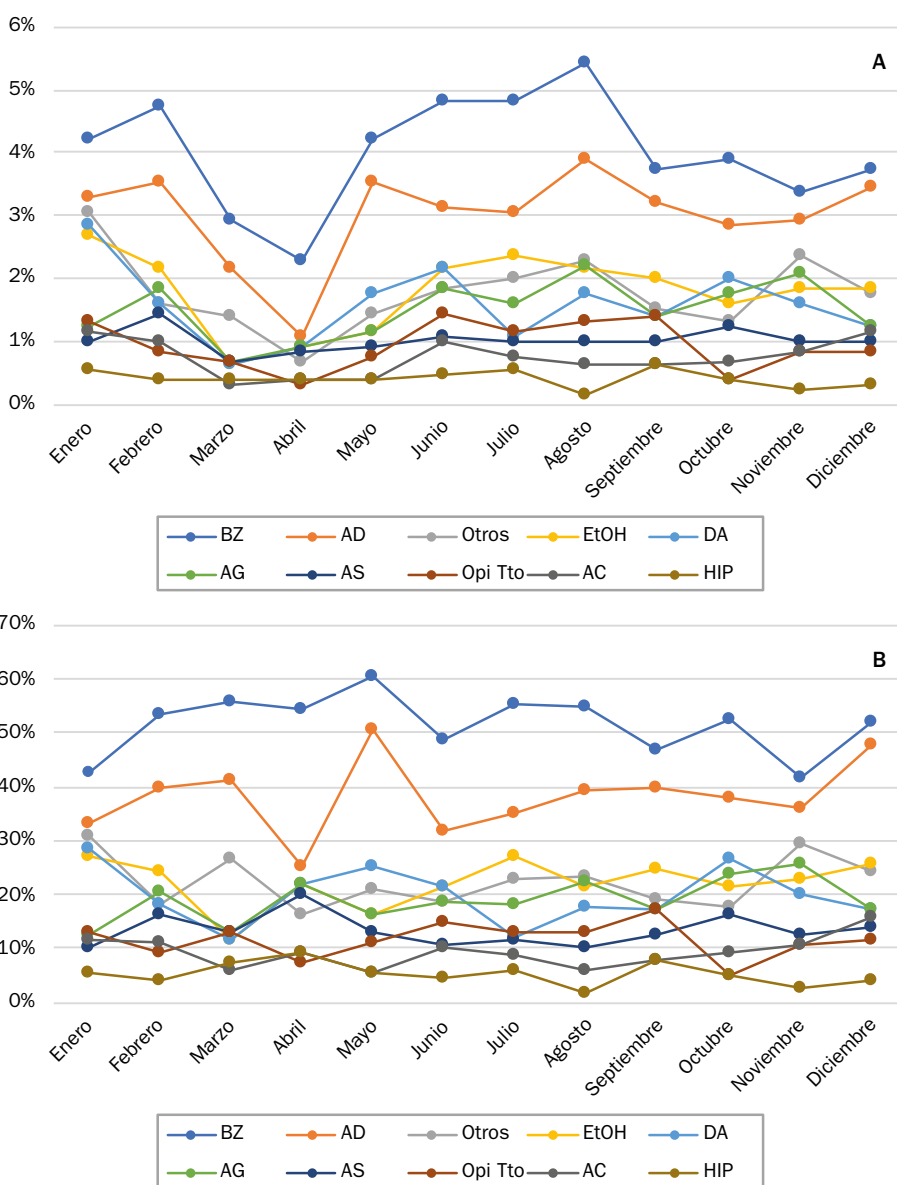 6%
A
5%
4%
3%
2%
1%
0%
Enero Febrero Marzo Abril Mayo Junio Julio Agosto Septiembre Octubre Noviembre Diciembre
BZ AD Otros EtOH DA
AG AS Opi Tto AC HIP
70%
B
60%
50%
40%
30%
20%
10%
0%
Enero Febrero Marzo Abril Mayo Junio Julio Agosto Septiembre Octubre Noviembre Diciembre
BZ AD Otros EtOH DA
AG AS Opi Tto AC HIP